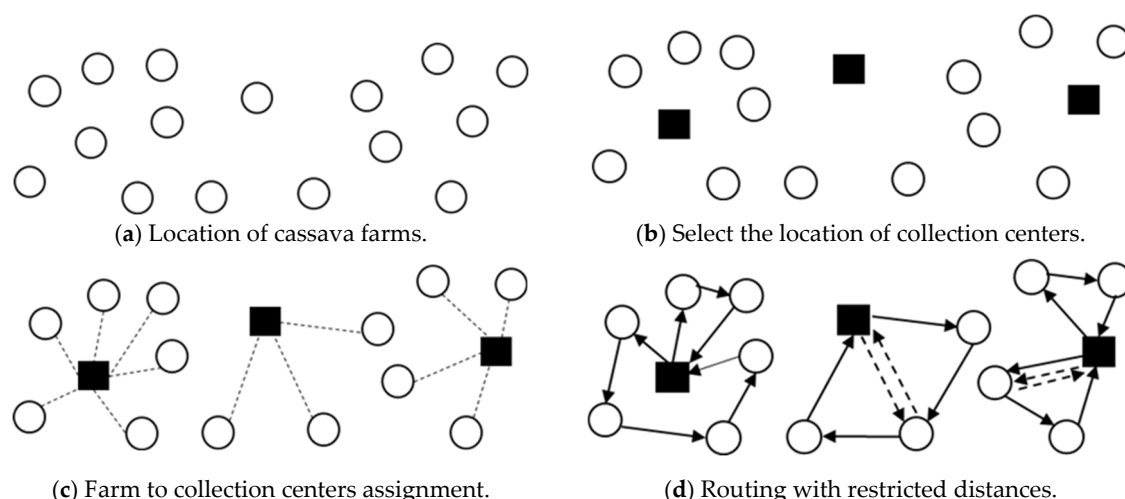 (a) Location of cassava farms.
(b) Select the location of collection centers.
(c) Farm to collection centers assignment.
(d) Routing with restricted distances.